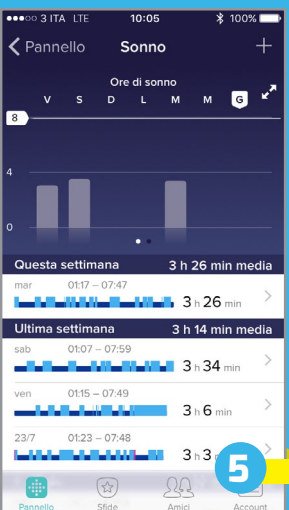 3 ITA LTE 10:05 100%
Pannello Sonno +
Ore di sonno
V S D L M M G
8
4
0
Questa settimana 3 h 26 min media
mar 01:17 – 07:47
3 h 26 min
Ultima settimana 3 h 14 min media
sab 01:07 – 07:59
3 h 34 min
ven 01:15 – 07:49
3 h 6 min
23/7 01:23 – 07:48
3 h 3
5
Pannello Sfide Amici Account